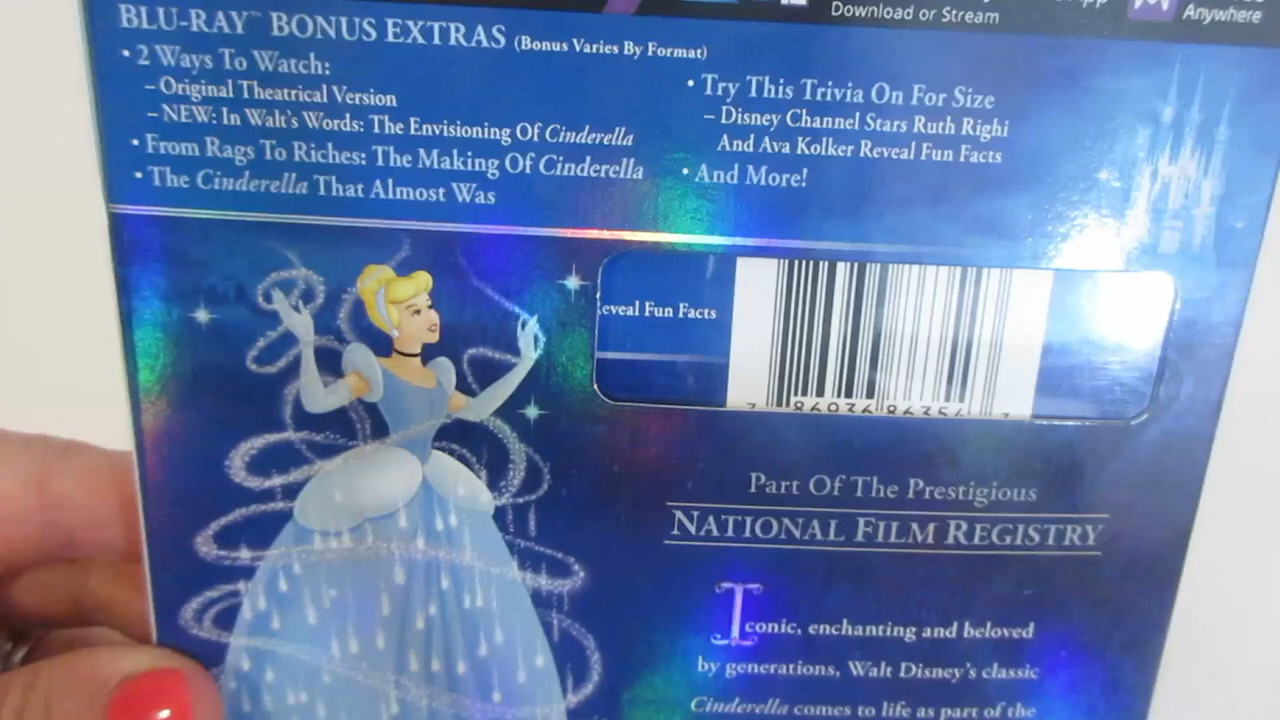 Download or Stream
Anywhere
BLU-RAY™ BONUS EXTRAS (Bonus Varies By Format)
• 2 Ways To Watch:
– Original Theatrical Version
– NEW: In Walt's Words: The Envisioning Of Cinderella
• From Rags To Riches: The Making Of Cinderella
• The Cinderella That Almost Was
• Try This Trivia On For Size
– Disney Channel Stars Ruth Righi
And Ava Kolker Reveal Fun Facts
• And More!
eveal Fun Facts
Part Of The Prestigious
NATIONAL FILM REGISTRY
Iconic, enchanting and beloved
by generations, Walt Disney's classic
Cinderella comes to life as part of the